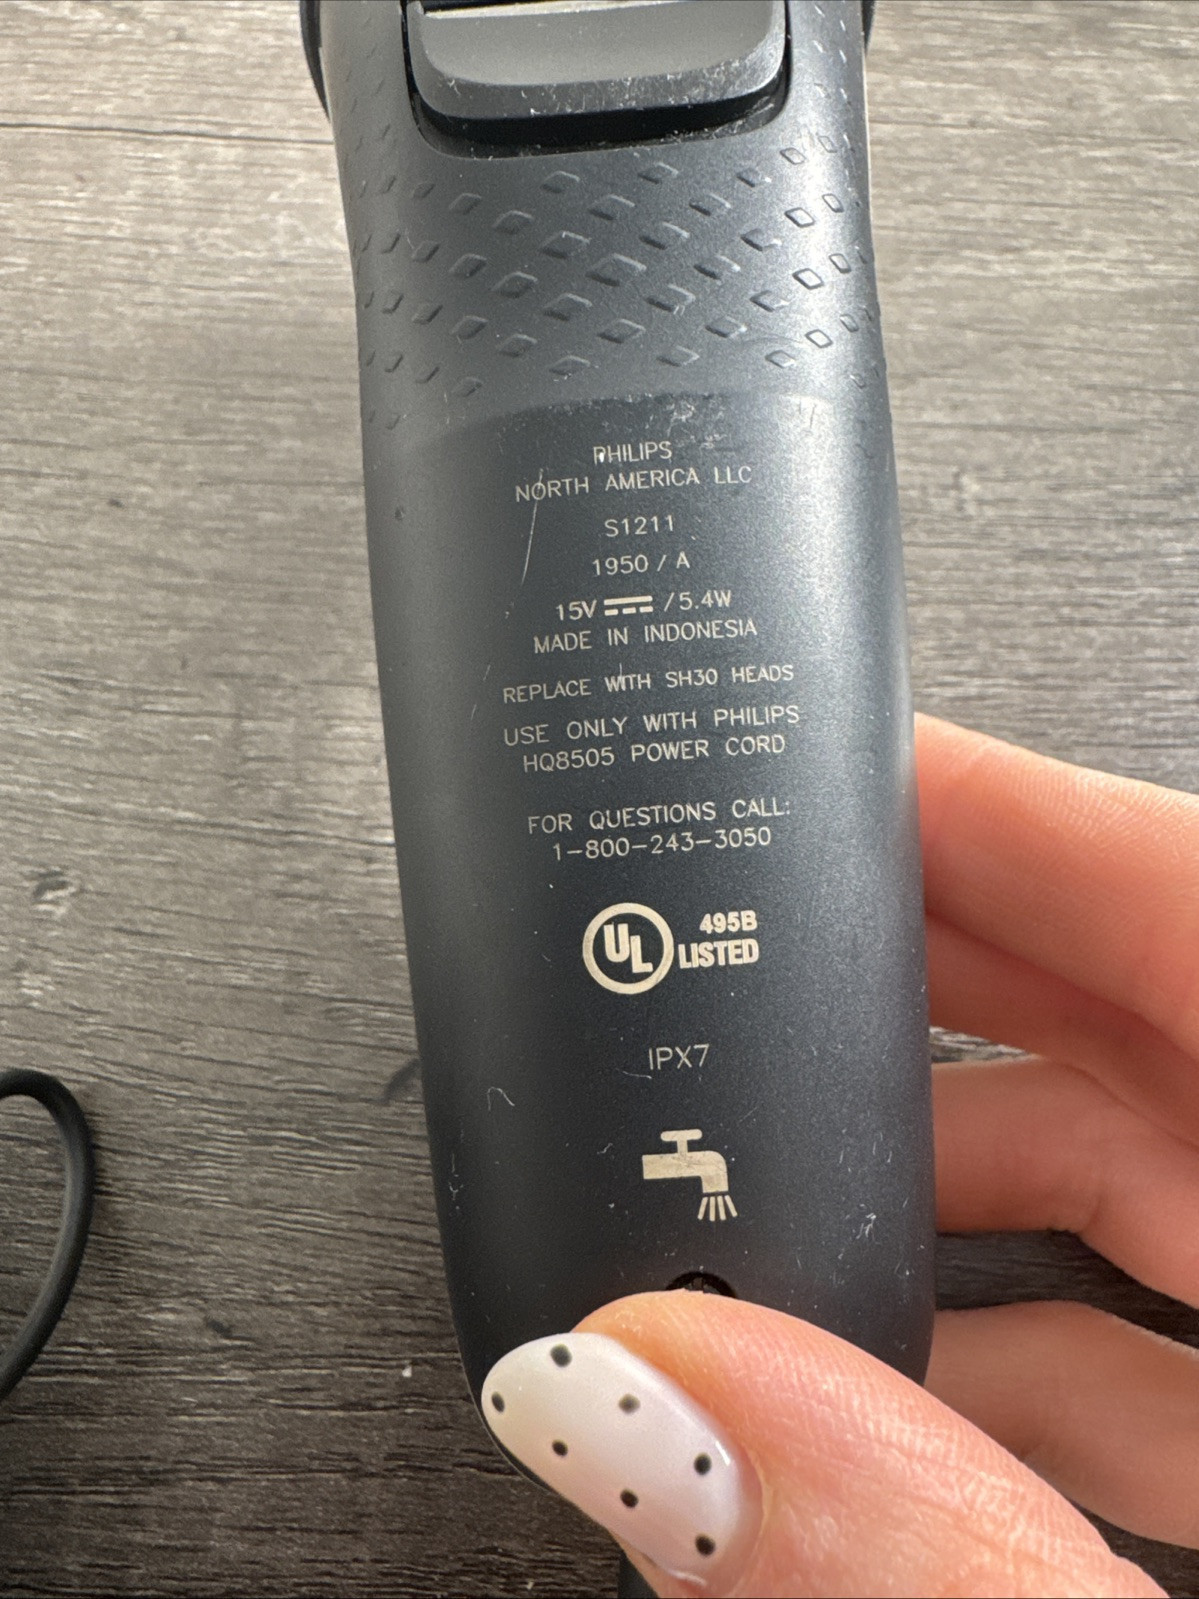 PHILIPS
NORTH AMERICA LLC
S1211
1950 / A
15V ⎓ / 5.4W
MADE IN INDONESIA
REPLACE WITH SH30 HEADS
USE ONLY WITH PHILIPS
HQ8505 POWER CORD
FOR QUESTIONS CALL:
1-800-243-3050
UL 495B
LISTED
IPX7